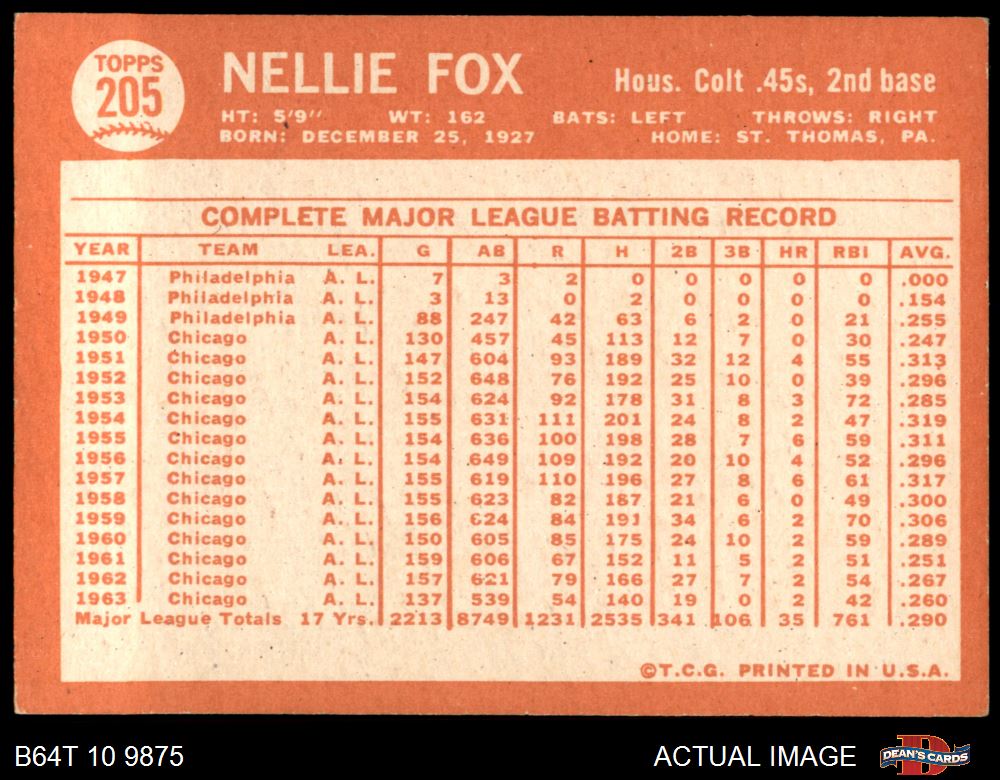 TOPPS
205
NELLIE FOX
Hous. Colt .45s, 2nd base
HT: 5'9" WT: 162 BATS: LEFT THROWS: RIGHT
BORN: DECEMBER 25, 1927 HOME: ST. THOMAS, PA.
COMPLETE MAJOR LEAGUE BATTING RECORD
YEAR TEAM LEA. G AB R H 2B 3B HR RBI AVG.
1947 Philadelphia A. L. 7 3 2 0 0 0 0 0 .000
1948 Philadelphia A. L. 3 13 0 2 0 0 0 0 .154
1949 Philadelphia A. L. 88 247 42 63 6 2 0 21 .255
1950 Chicago A. L. 130 457 45 113 12 7 0 30 .247
1951 Chicago A. L. 147 604 93 189 32 12 4 55 .313
1952 Chicago A. L. 152 648 76 192 25 10 0 39 .296
1953 Chicago A. L. 154 624 92 178 31 8 3 72 .285
1954 Chicago A. L. 155 631 111 201 24 8 2 47 .319
1955 Chicago A. L. 154 636 100 198 28 7 6 59 .311
1956 Chicago A. L. 154 649 109 192 20 10 4 52 .296
1957 Chicago A. L. 155 619 110 196 27 8 6 61 .317
1958 Chicago A. L. 155 623 82 187 21 6 0 49 .300
1959 Chicago A. L. 156 624 84 191 34 6 2 70 .306
1960 Chicago A. L. 150 605 85 175 24 10 2 59 .289
1961 Chicago A. L. 159 606 67 152 11 5 2 51 .251
1962 Chicago A. L. 157 621 79 166 27 7 2 54 .267
1963 Chicago A. L. 137 539 54 140 19 0 2 42 .260
Major League Totals 17 Yrs. 2213 8749 1231 2535 341 106 35 761 .290
©T.C.G. PRINTED IN U.S.A.
B64T 10 9875 ACTUAL IMAGE DEAN'S CARDS